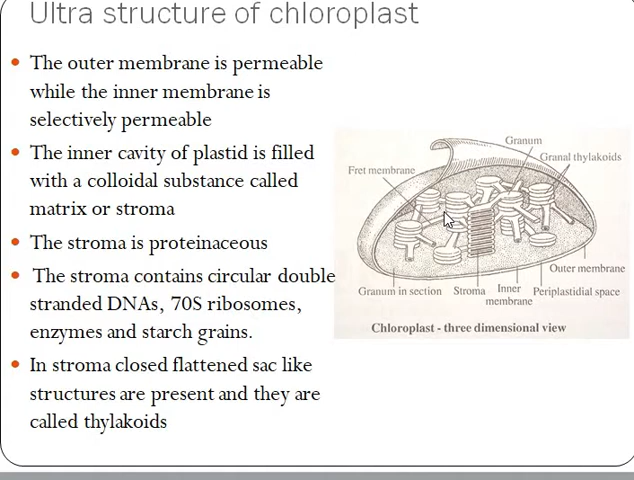 Ultra structure of chloroplast
• The outer membrane is permeable
while the inner membrane is
selectively permeable
• The inner cavity of plastid is filled
with a colloidal substance called
matrix or stroma
• The stroma is proteinaceous
• The stroma contains circular double
stranded DNAs, 70S ribosomes,
enzymes and starch grains.
• In stroma closed flattened sac like
structures are present and they are
called thylakoids
Granum
Granal thylakoids
Fret membrane
Outer membrane
Granum in section
Stroma
Inner
membrane
Periplastidial space
Chloroplast - three dimensional view